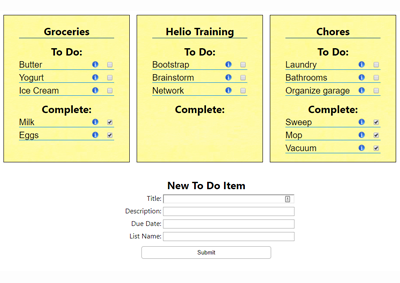 Groceries
To Do:
Butter
Yogurt
Ice Cream
Complete:
Milk
Eggs
Helio Training
To Do:
Bootstrap
Brainstorm
Network
Complete:
Chores
To Do:
Laundry
Bathrooms
Organize garage
Complete:
Sweep
Mop
Vacuum
New To Do Item
Title:
Description:
Due Date:
List Name:
Submit